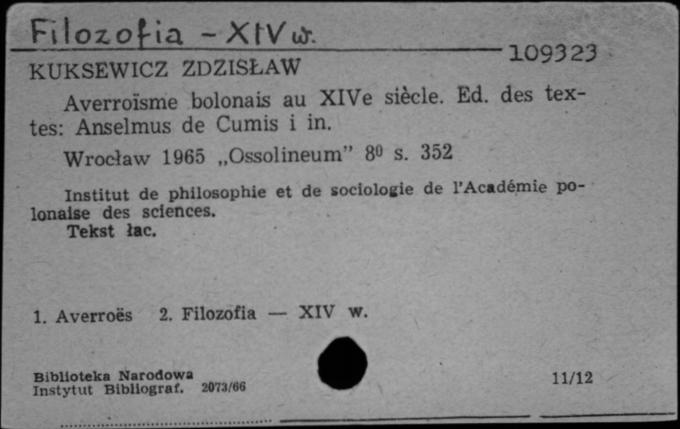 Filozofia - XIV w.
109323
KUKSEWICZ ZDZISŁAW
Averroïsme bolonais au XIVe siècle. Ed. des tex-
tes: Anselmus de Cumis i in.
Wrocław 1965 „Ossolineum” 8⁰ s. 352
Institut de philosophie et de sociologie de l'Académie po-
lonaise des sciences.
Tekst łac.
1. Averroës 2. Filozofia — XIV w.
Biblioteka Narodowa
Instytut Bibliograf. 2073/66
11/12